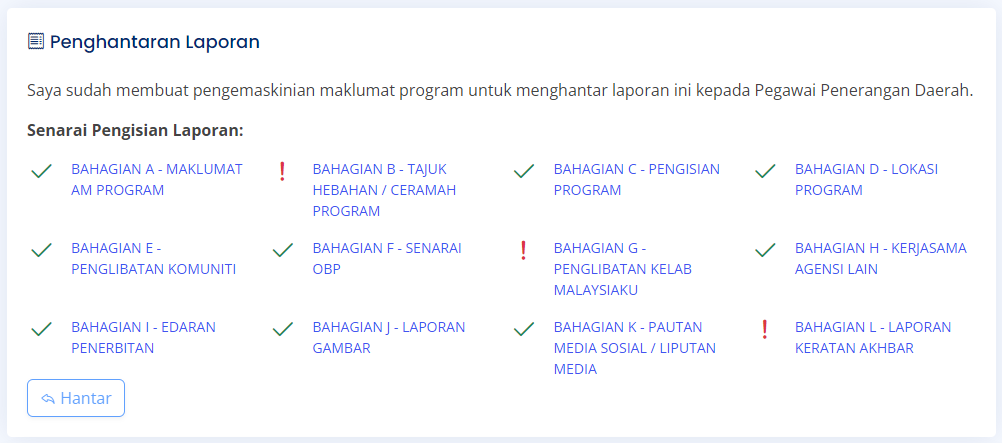 Penghantaran Laporan
Saya sudah membuat pengemaskinian maklumat program untuk menghantar laporan ini kepada Pegawai Penerangan Daerah.
Senarai Pengisian Laporan:
BAHAGIAN A - MAKLUMAT
AM PROGRAM
BAHAGIAN B - TAJUK
HEBAHAN / CERAMAH
PROGRAM
BAHAGIAN C - PENGISIAN
PROGRAM
BAHAGIAN D - LOKASI
PROGRAM
BAHAGIAN E -
PENGLIBATAN KOMUNITI
BAHAGIAN F - SENARAI
OBP
BAHAGIAN G -
PENGLIBATAN KELAB
MALAYSIAKU
BAHAGIAN H - KERJASAMA
AGENSI LAIN
BAHAGIAN I - EDARAN
PENERBITAN
BAHAGIAN J - LAPORAN
GAMBAR
BAHAGIAN K - PAUTAN
MEDIA SOSIAL / LIPUTAN
MEDIA
BAHAGIAN L - LAPORAN
KERATAN AKHBAR
Hantar